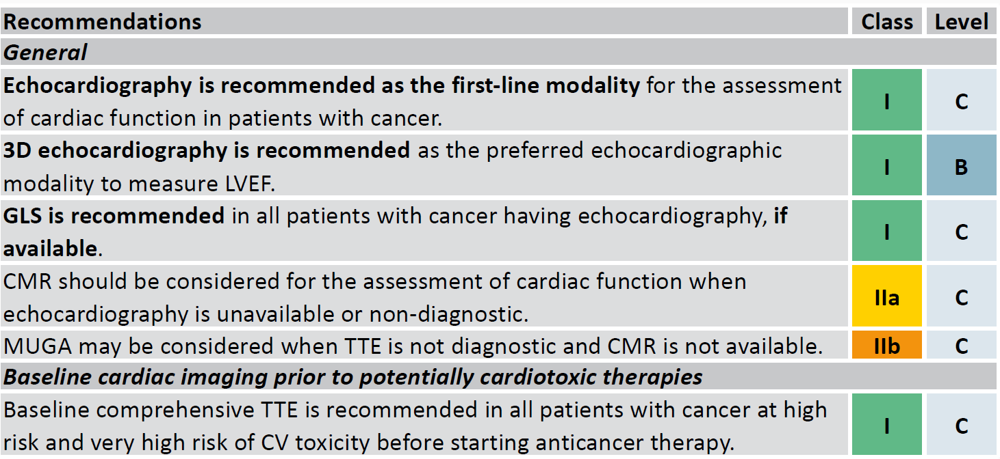 Recommendations Class Level
General
Echocardiography is recommended as the first-line modality for the assessment
of cardiac function in patients with cancer.
I C
3D echocardiography is recommended as the preferred echocardiographic
modality to measure LVEF.
I B
GLS is recommended in all patients with cancer having echocardiography, if
available.
I C
CMR should be considered for the assessment of cardiac function when
echocardiography is unavailable or non-diagnostic.
IIa C
MUGA may be considered when TTE is not diagnostic and CMR is not available. IIb C
Baseline cardiac imaging prior to potentially cardiotoxic therapies
Baseline comprehensive TTE is recommended in all patients with cancer at high
risk and very high risk of CV toxicity before starting anticancer therapy.
I C